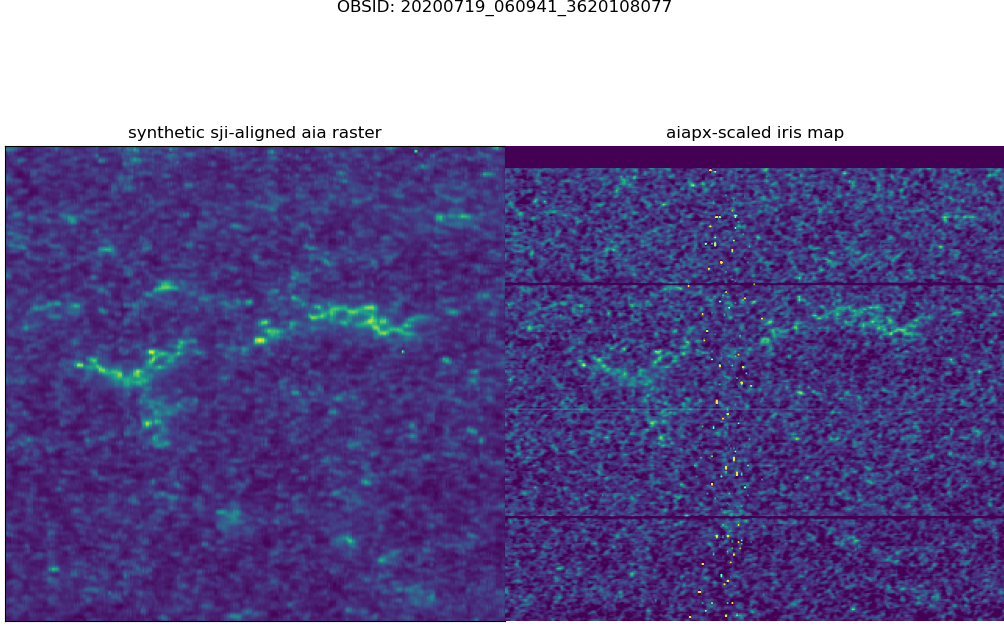 OBSID: 20200719_060941_3620108077
synthetic sji-aligned aia raster
aiapx-scaled iris map